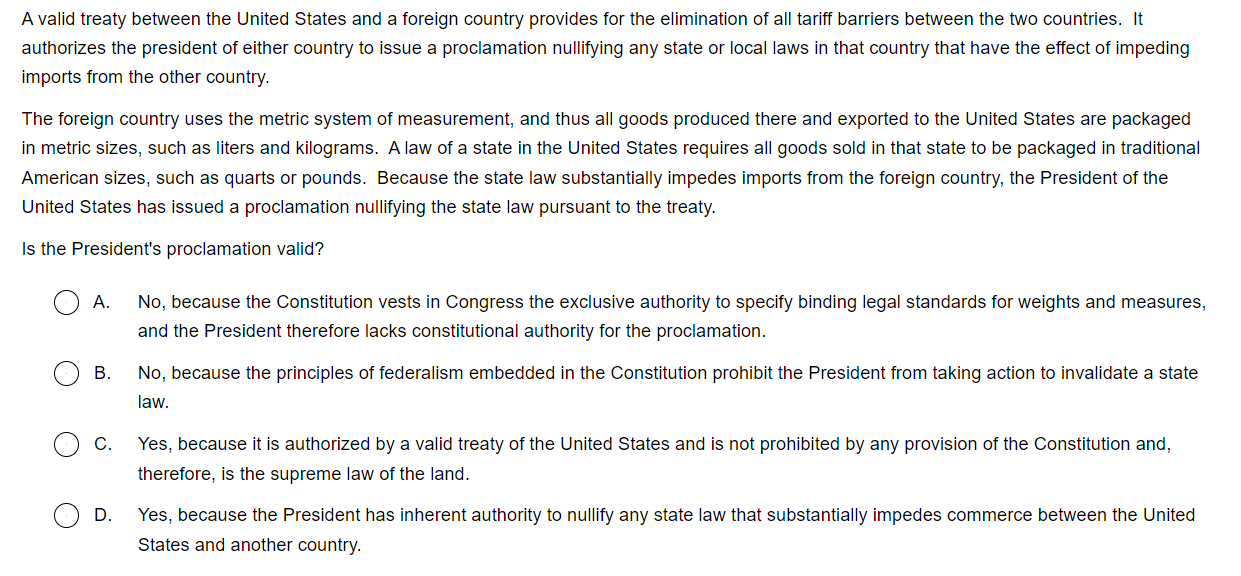 A valid treaty between the United States and a foreign country provides for the elimination of all tariff barriers between the two countries.  It
authorizes the president of either country to issue a proclamation nullifying any state or local laws in that country that have the effect of impeding
imports from the other country.
The foreign country uses the metric system of measurement, and thus all goods produced there and exported to the United States are packaged
in metric sizes, such as liters and kilograms.  A law of a state in the United States requires all goods sold in that state to be packaged in traditional
American sizes, such as quarts or pounds.  Because the state law substantially impedes imports from the foreign country, the President of the
United States has issued a proclamation nullifying the state law pursuant to the treaty.
Is the President's proclamation valid?
A. No, because the Constitution vests in Congress the exclusive authority to specify binding legal standards for weights and measures,
and the President therefore lacks constitutional authority for the proclamation.
B. No, because the principles of federalism embedded in the Constitution prohibit the President from taking action to invalidate a state
law.
C. Yes, because it is authorized by a valid treaty of the United States and is not prohibited by any provision of the Constitution and,
therefore, is the supreme law of the land.
D. Yes, because the President has inherent authority to nullify any state law that substantially impedes commerce between the United
States and another country.